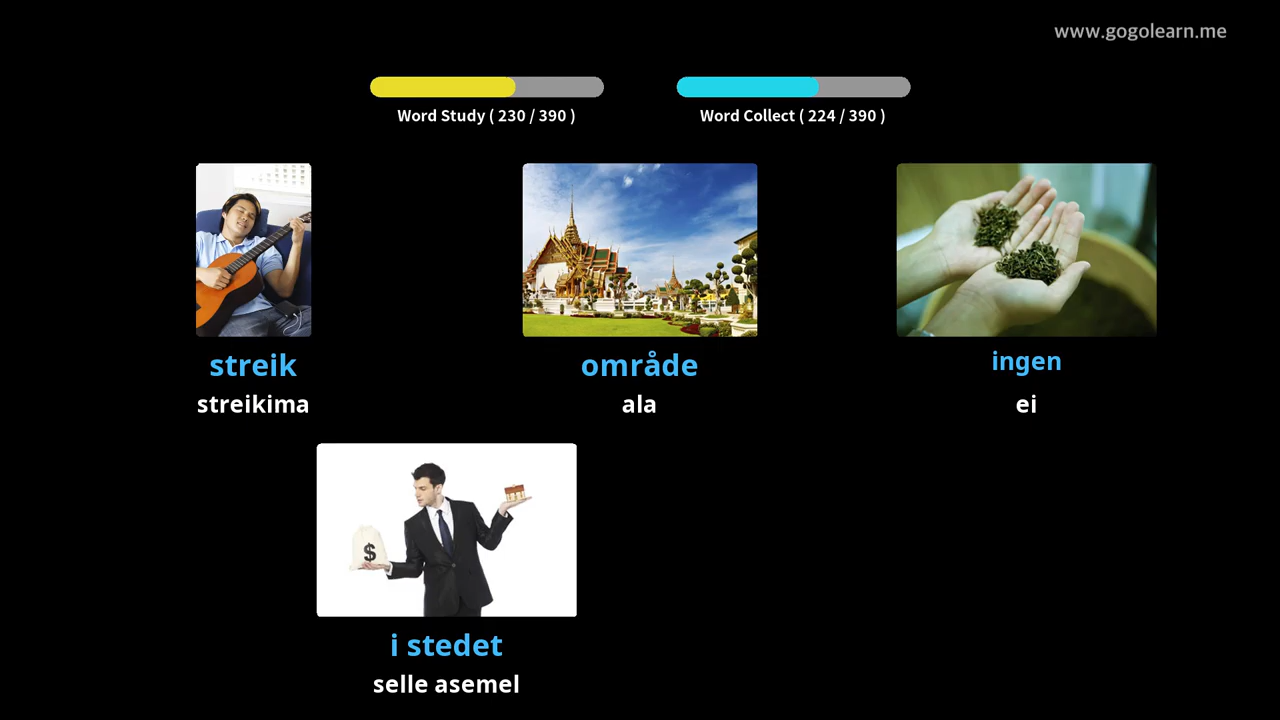 www.gogolearn.me
Word Study ( 230 / 390 )
Word Collect ( 224 / 390 )
streik
streikima
område
ala
ingen
ei
$
i stedet
selle asemel